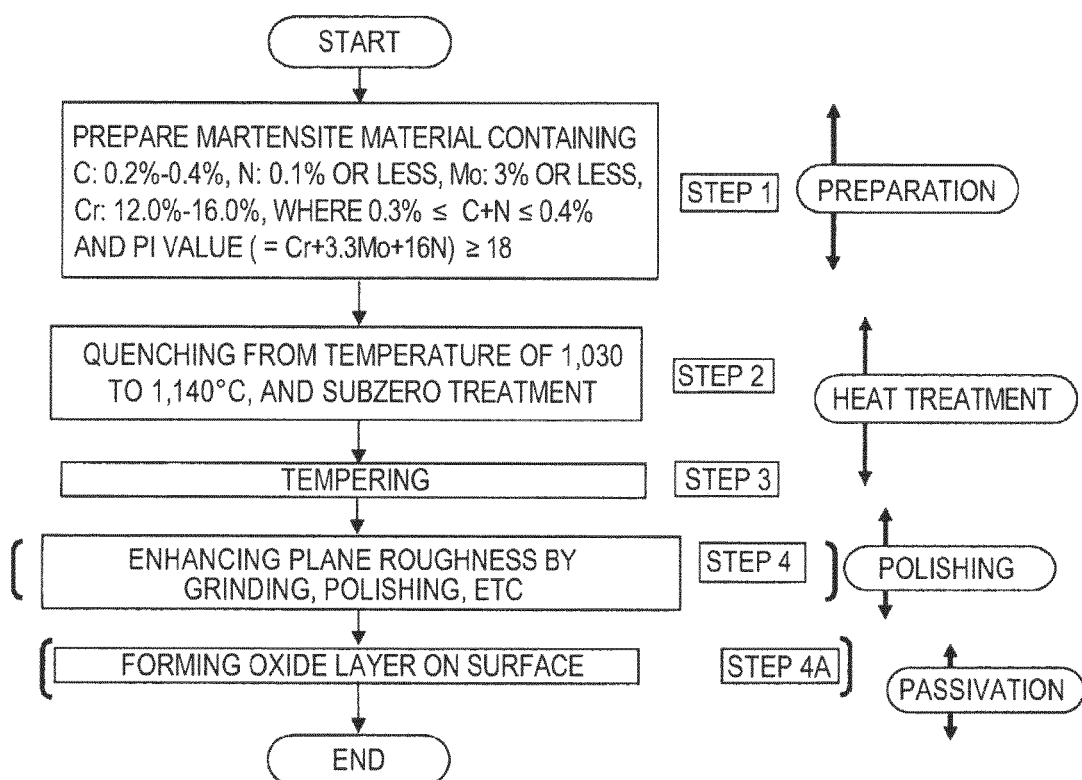 START
PREPARE MARTENSITE MATERIAL CONTAINING
C: 0.2%-0.4%, N: 0.1% OR LESS, Mo: 3% OR LESS,
Cr: 12.0%-16.0%, WHERE 0.3% ≤ C+N ≤ 0.4%
AND PI VALUE ( = Cr+3.3Mo+16N) ≥ 18
STEP 1
PREPARATION
QUENCHING FROM TEMPERATURE OF 1,030
TO 1,140°C, AND SUBZERO TREATMENT
STEP 2
HEAT TREATMENT
TEMPERING
STEP 3
ENHANCING PLANE ROUGHNESS BY
GRINDING, POLISHING, ETC
STEP 4
POLISHING
FORMING OXIDE LAYER ON SURFACE
STEP 4A
PASSIVATION
END